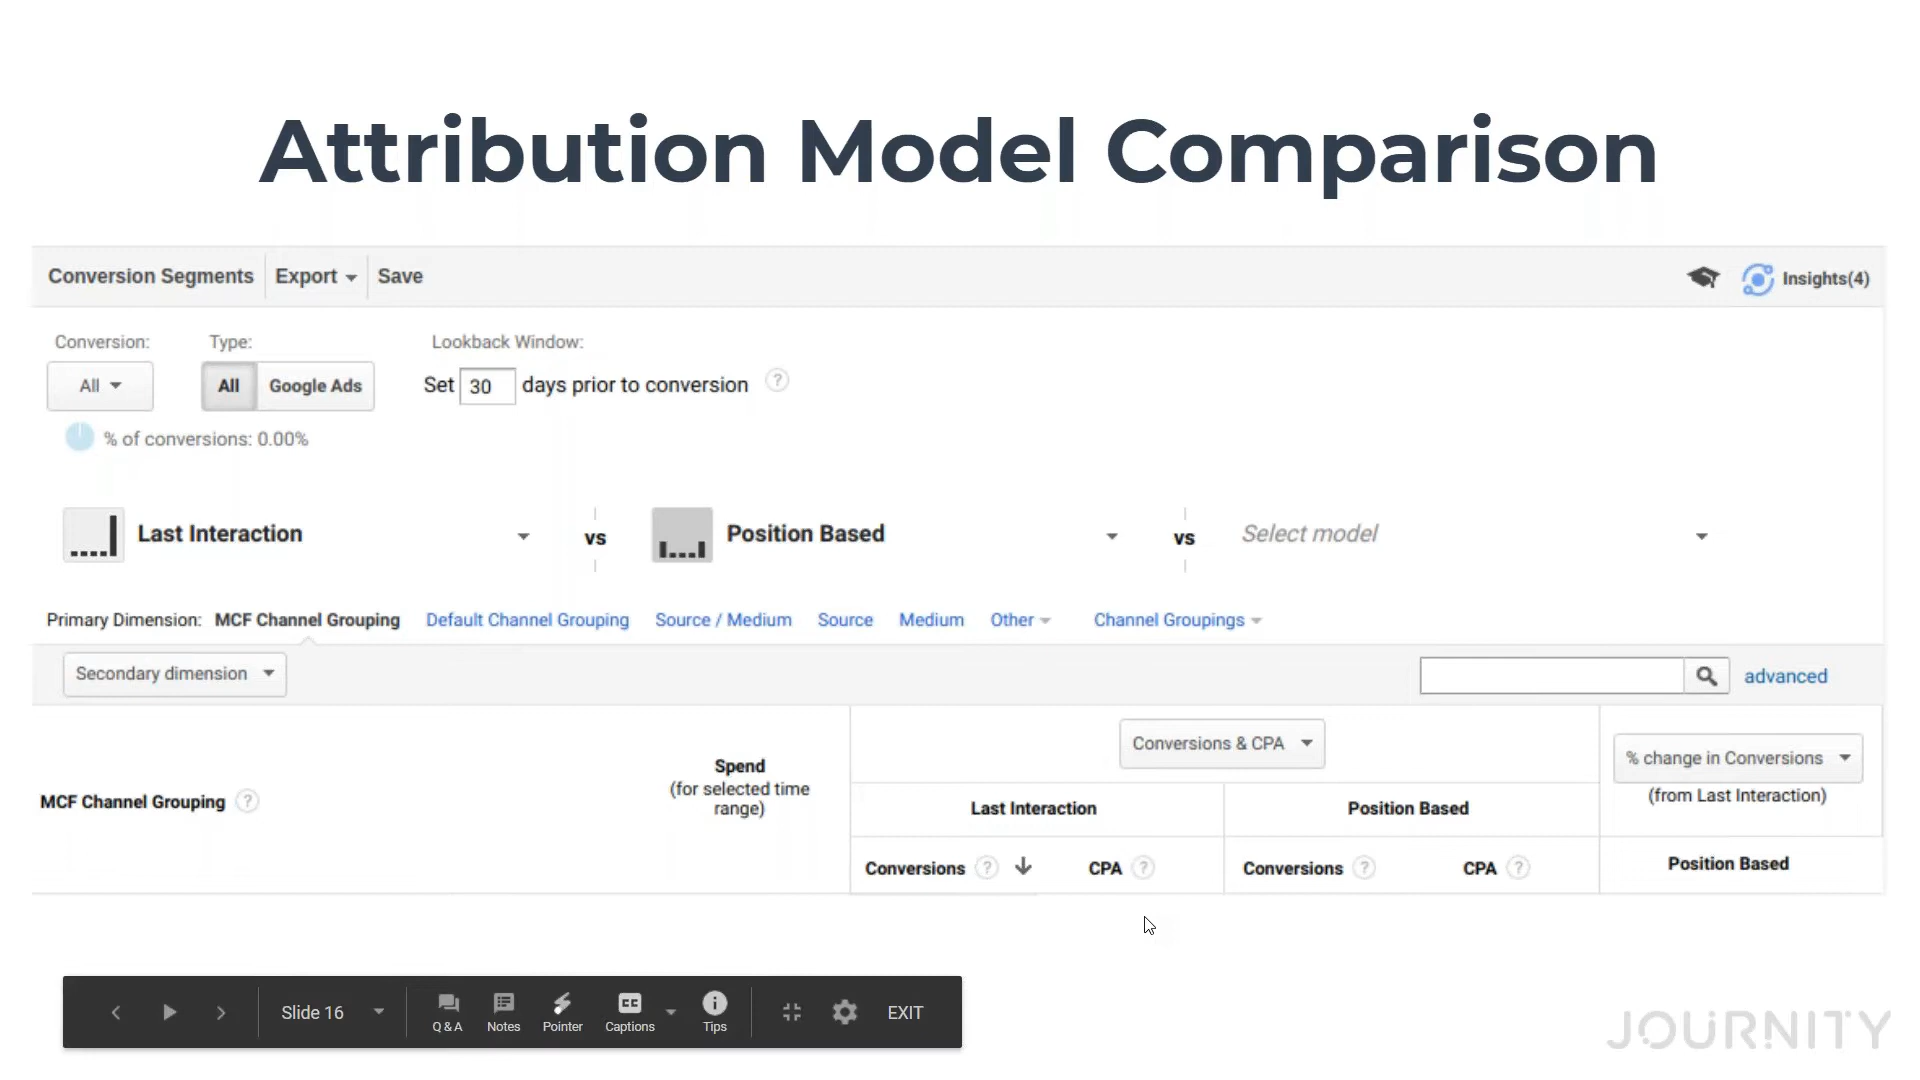 Attribution Model Comparison
Conversion Segments Export Save Insights(4)
Conversion: Type: Lookback Window:
All All Google Ads Set 30 days prior to conversion ?
% of conversions: 0.00%
Last Interaction vs Position Based vs Select model
Primary Dimension: MCF Channel Grouping Default Channel Grouping Source / Medium Source Medium Other Channel Groupings
Secondary dimension advanced
Conversions & CPA
% change in Conversions
(from Last Interaction)
MCF Channel Grouping ?
Spend
(for selected time
range)
Last Interaction Position Based
Conversions ? CPA ? Conversions ? CPA ? Position Based
Slide 16 Q & A Notes Pointer CC Captions Tips EXIT
JOURNITY